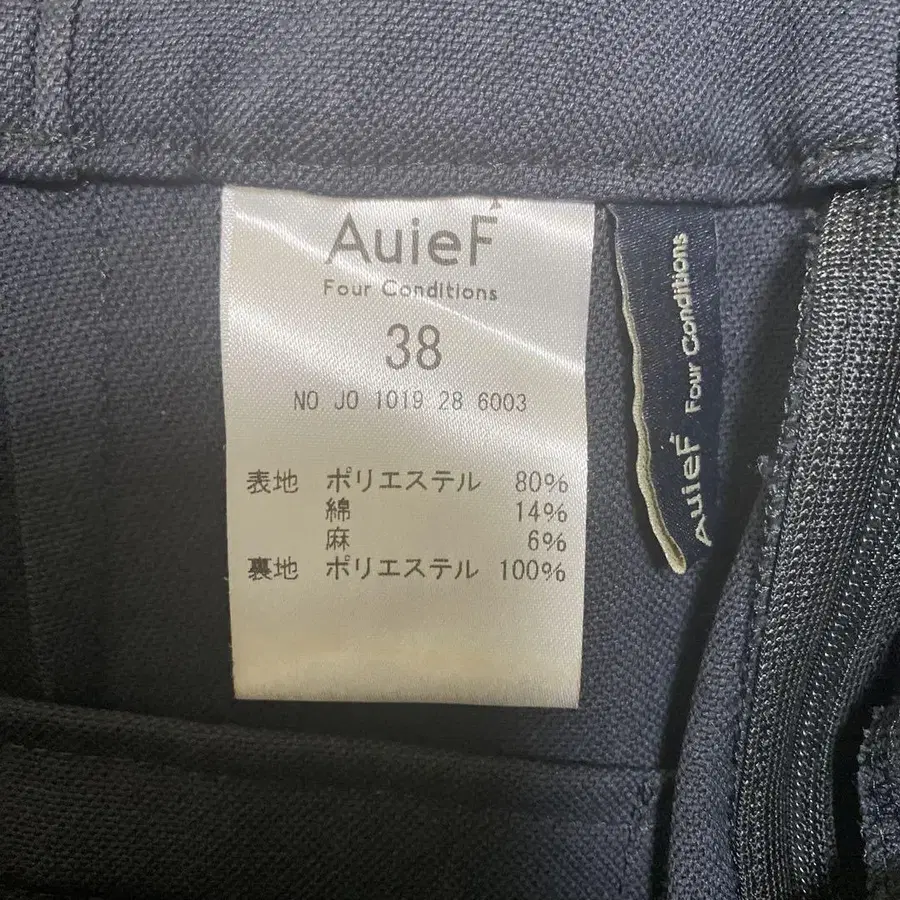 AuieF
Four Conditions
38
NO JO 1019 28 6003
表地 ポリエステル 80%
綿 14%
麻 6%
裏地 ポリエステル 100%
AuieF Four Conditions